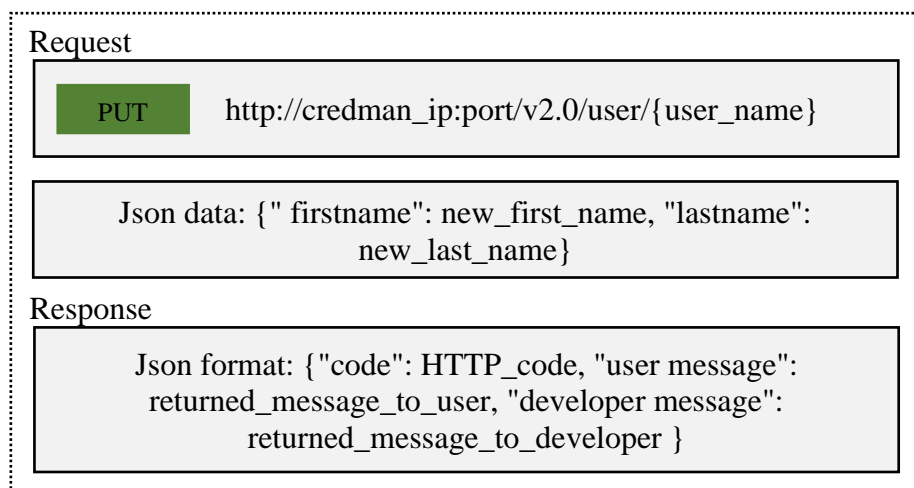 Request
PUT http://credman_ip:port/v2.0/user/{user_name}
Json data: {" firstname": new_first_name, "lastname":
new_last_name}
Response
Json format: {"code": HTTP_code, "user message":
returned_message_to_user, "developer message":
returned_message_to_developer }